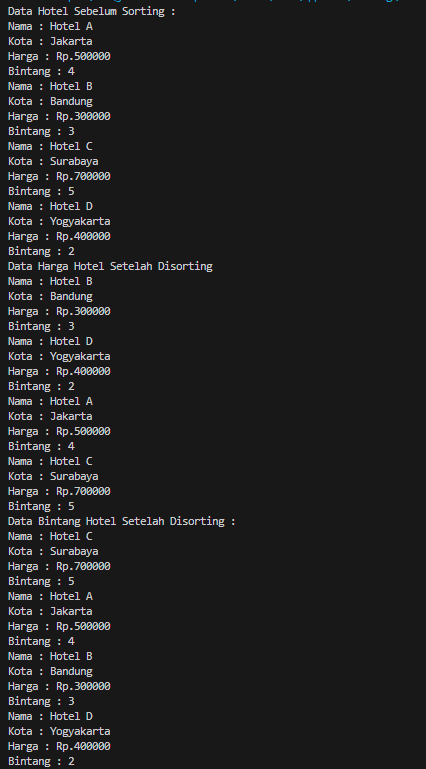 Data Hotel Sebelum Sorting :
Nama : Hotel A
Kota : Jakarta
Harga : Rp.500000
Bintang : 4
Nama : Hotel B
Kota : Bandung
Harga : Rp.300000
Bintang : 3
Nama : Hotel C
Kota : Surabaya
Harga : Rp.700000
Bintang : 5
Nama : Hotel D
Kota : Yogyakarta
Harga : Rp.400000
Bintang : 2
Data Harga Hotel Setelah Disorting
Nama : Hotel B
Kota : Bandung
Harga : Rp.300000
Bintang : 3
Nama : Hotel D
Kota : Yogyakarta
Harga : Rp.400000
Bintang : 2
Nama : Hotel A
Kota : Jakarta
Harga : Rp.500000
Bintang : 4
Nama : Hotel C
Kota : Surabaya
Harga : Rp.700000
Bintang : 5
Data Bintang Hotel Setelah Disorting :
Nama : Hotel C
Kota : Surabaya
Harga : Rp.700000
Bintang : 5
Nama : Hotel A
Kota : Jakarta
Harga : Rp.500000
Bintang : 4
Nama : Hotel B
Kota : Bandung
Harga : Rp.300000
Bintang : 3
Nama : Hotel D
Kota : Yogyakarta
Harga : Rp.400000
Bintang : 2